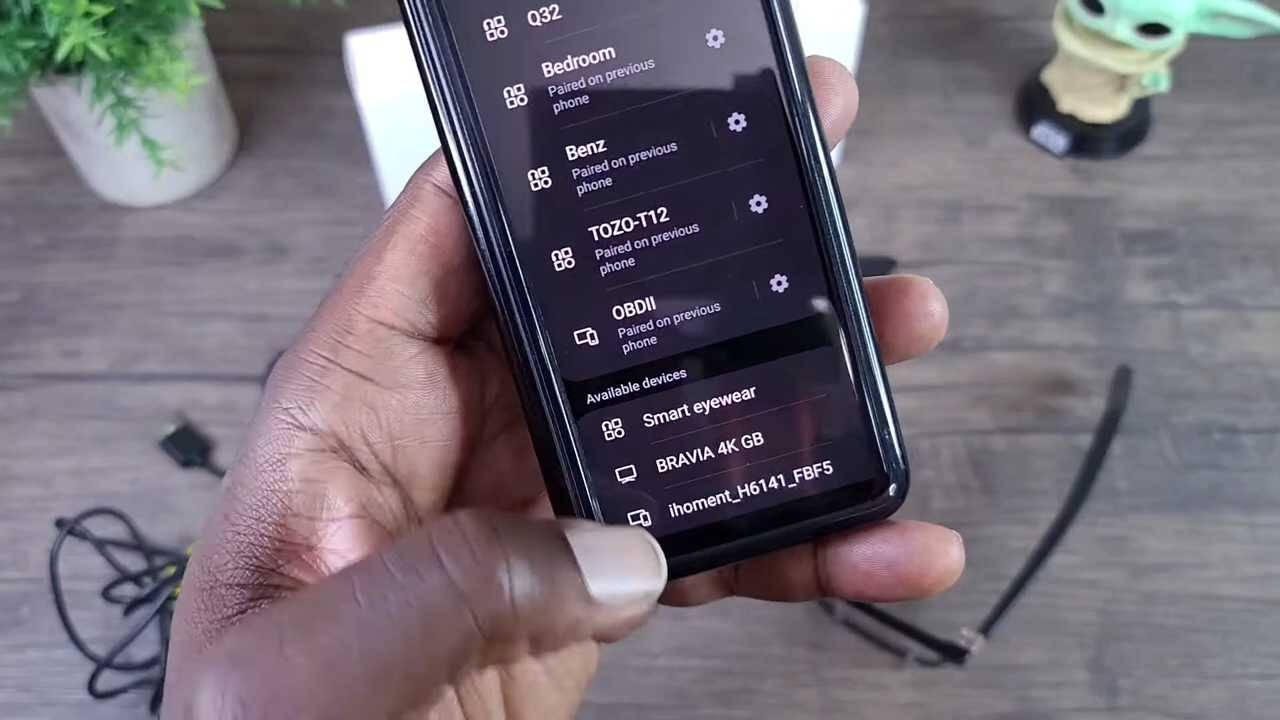 Q32
Bedroom
Paired on previous
phone
Benz
Paired on previous
phone
TOZO-T12
Paired on previous
phone
OBDII
Paired on previous
phone
Available devices
Smart eyewear
BRAVIA 4K GB
ihoment_H6141_FBF5